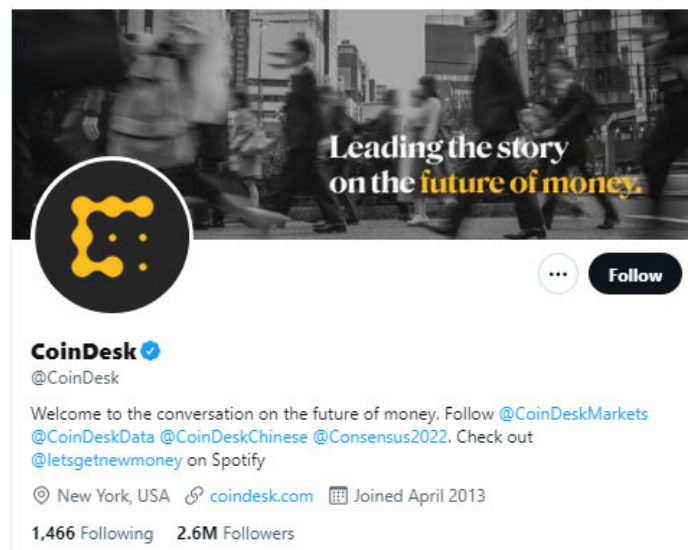 Leading the story
on the future of money.
Follow
CoinDesk
@CoinDesk
Welcome to the conversation on the future of money. Follow @CoinDeskMarkets
@CoinDeskData @CoinDeskChinese @Consensus2022. Check out
@letsgetnewmoney on Spotify
New York, USA coindesk.com Joined April 2013
1,466 Following 2.6M Followers